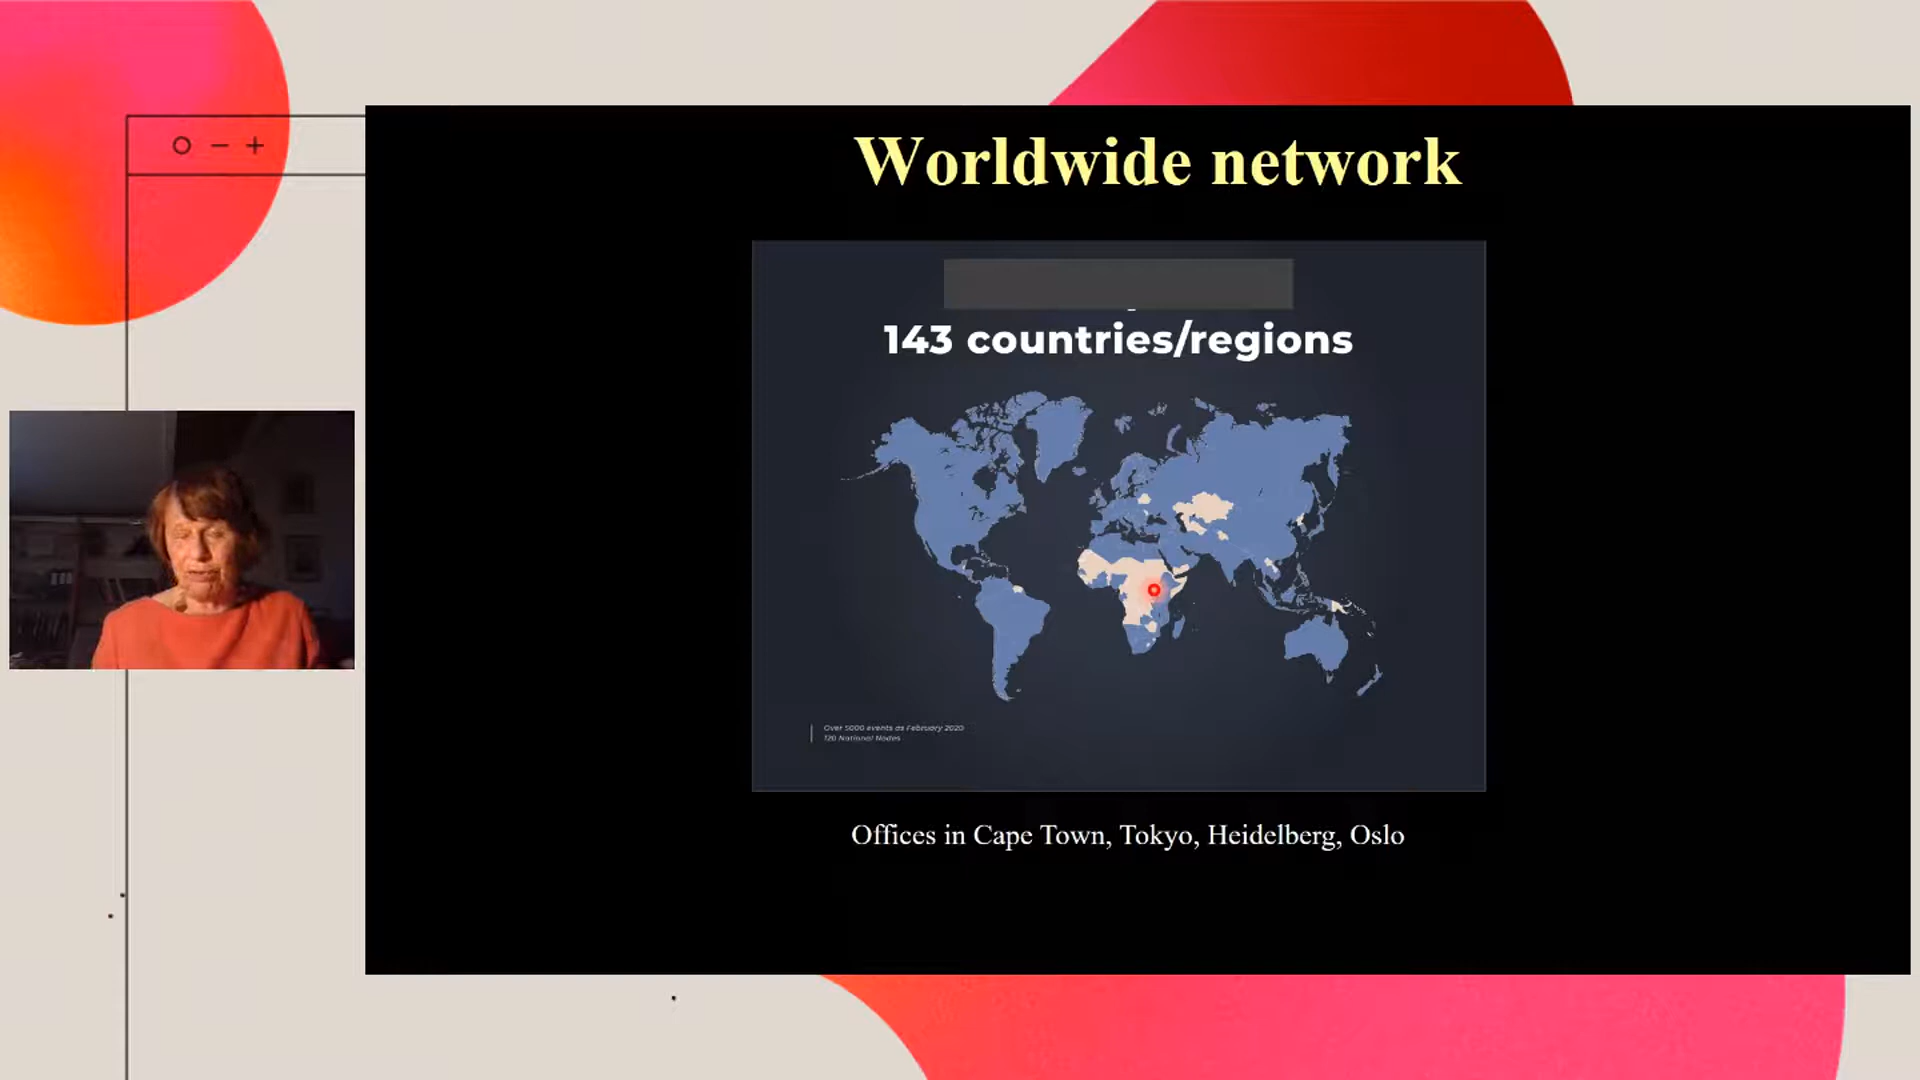 Worldwide network
143 countries/regions
Over 5000 events as February 2020
120 National Nodes
Offices in Cape Town, Tokyo, Heidelberg, Oslo